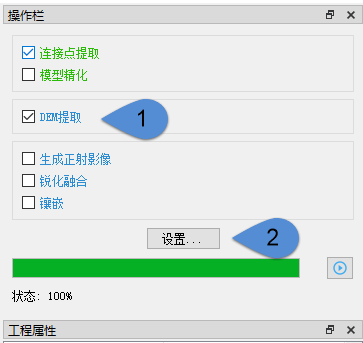 操作栏
连接点提取
模型精化
DEM提取
1
生成正射影像
锐化融合
镶嵌
设置...
2
状态: 100%
工程属性